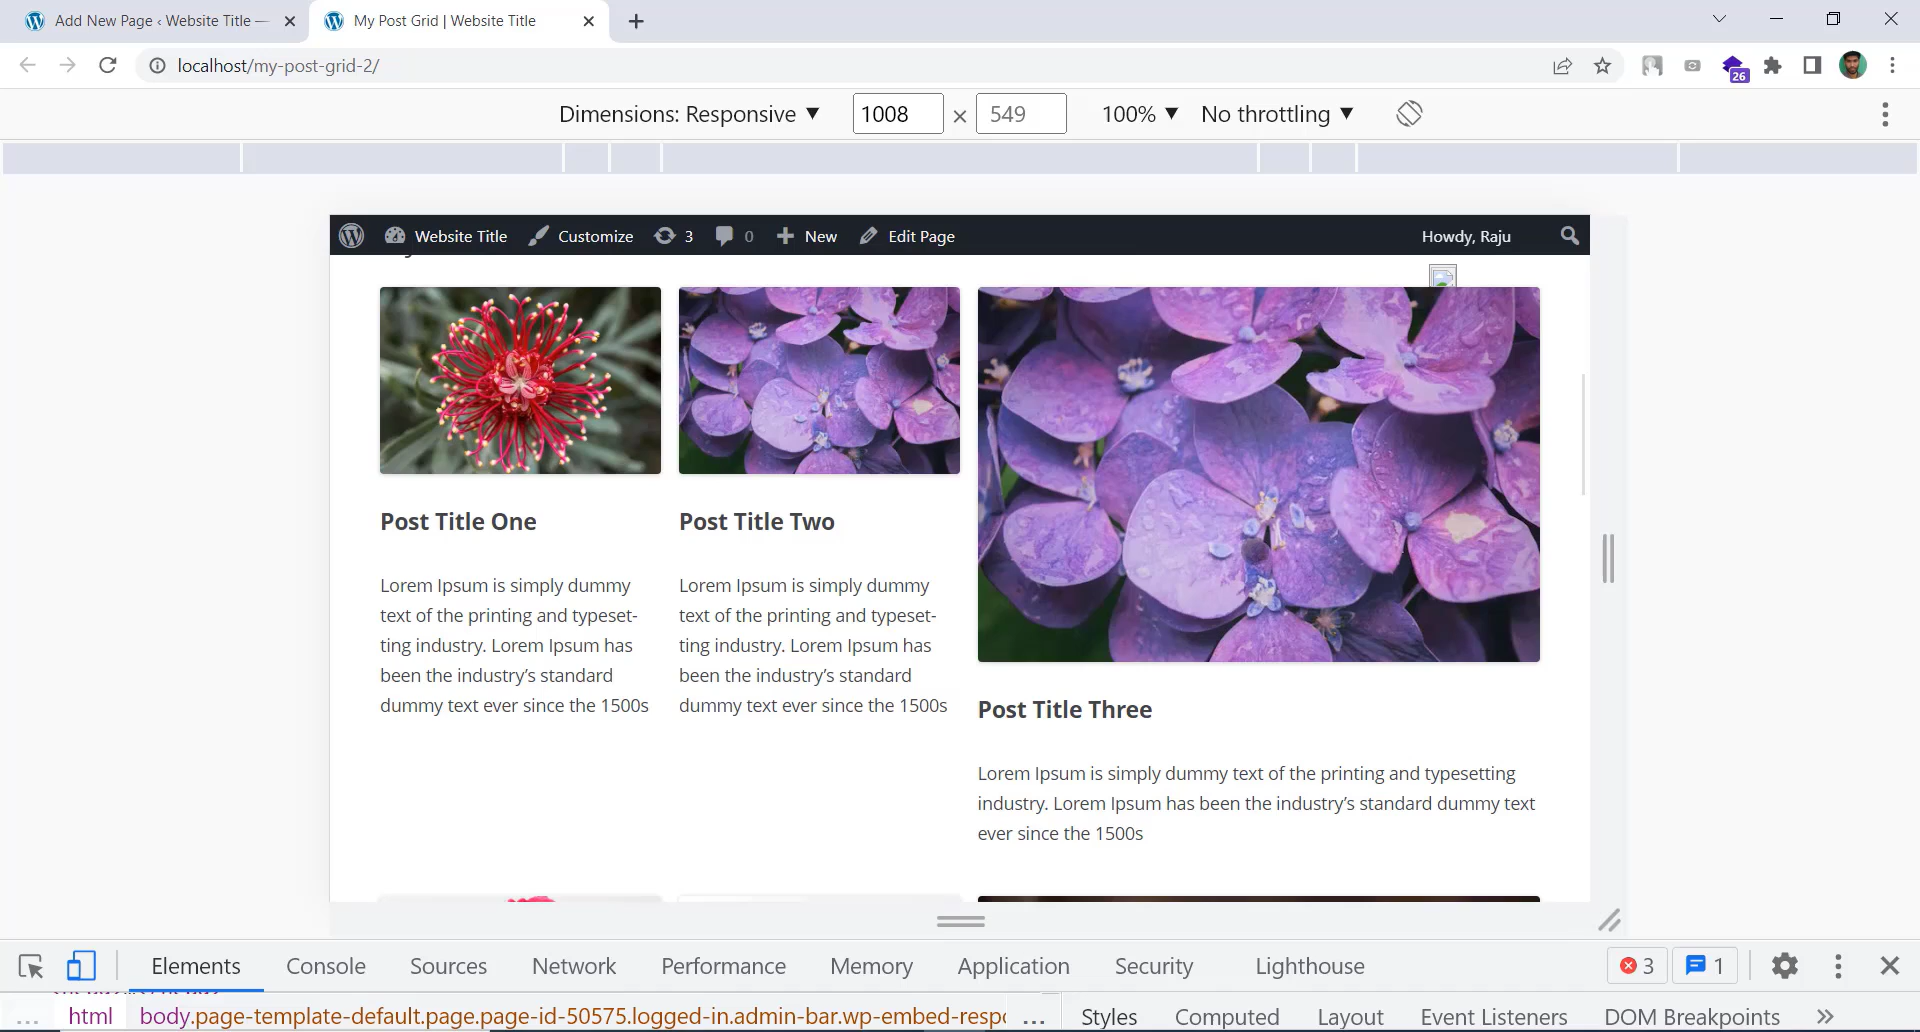 Add New Page ‹ Website Title —
My Post Grid | Website Title
localhost/my-post-grid-2/
26
Dimensions: Responsive ▼ 1008 × 549 100% ▼ No throttling ▼
Website Title Customize 3 0 New Edit Page Howdy, Raju
Post Title One
Lorem Ipsum is simply dummy
text of the printing and typeset-
ting industry. Lorem Ipsum has
been the industry’s standard
dummy text ever since the 1500s
Post Title Two
Lorem Ipsum is simply dummy
text of the printing and typeset-
ting industry. Lorem Ipsum has
been the industry’s standard
dummy text ever since the 1500s
Post Title Three
Lorem Ipsum is simply dummy text of the printing and typesetting
industry. Lorem Ipsum has been the industry’s standard dummy text
ever since the 1500s
Elements Console Sources Network Performance Memory Application Security Lighthouse 3 1
... html body.page-template-default.page.page-id-50575.logged-in.admin-bar.wp-embed-respo ... Styles Computed Layout Event Listeners DOM Breakpoints »